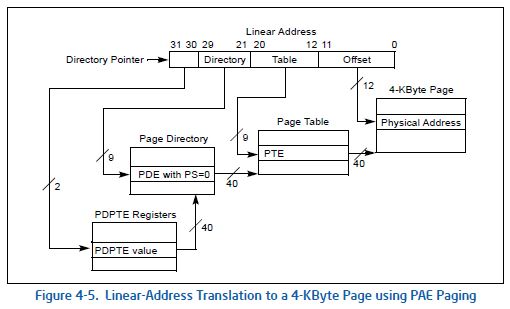 Linear Address
31 30 29 21 20 12 11 0
Directory Pointer
Directory Table Offset
12
4-KByte Page
Page Table
Physical Address
Page Directory
9
9
PTE
40
PDE with PS=0
40
2
PDPTE Registers
40
PDPTE value
Figure 4-5. Linear-Address Translation to a 4-KByte Page using PAE Paging